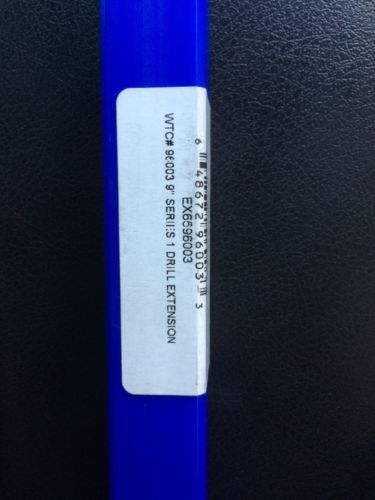 6 48672 96003 3
EX6596003
WTC# 96003 9" SERIES 1 DRILL EXTENSION